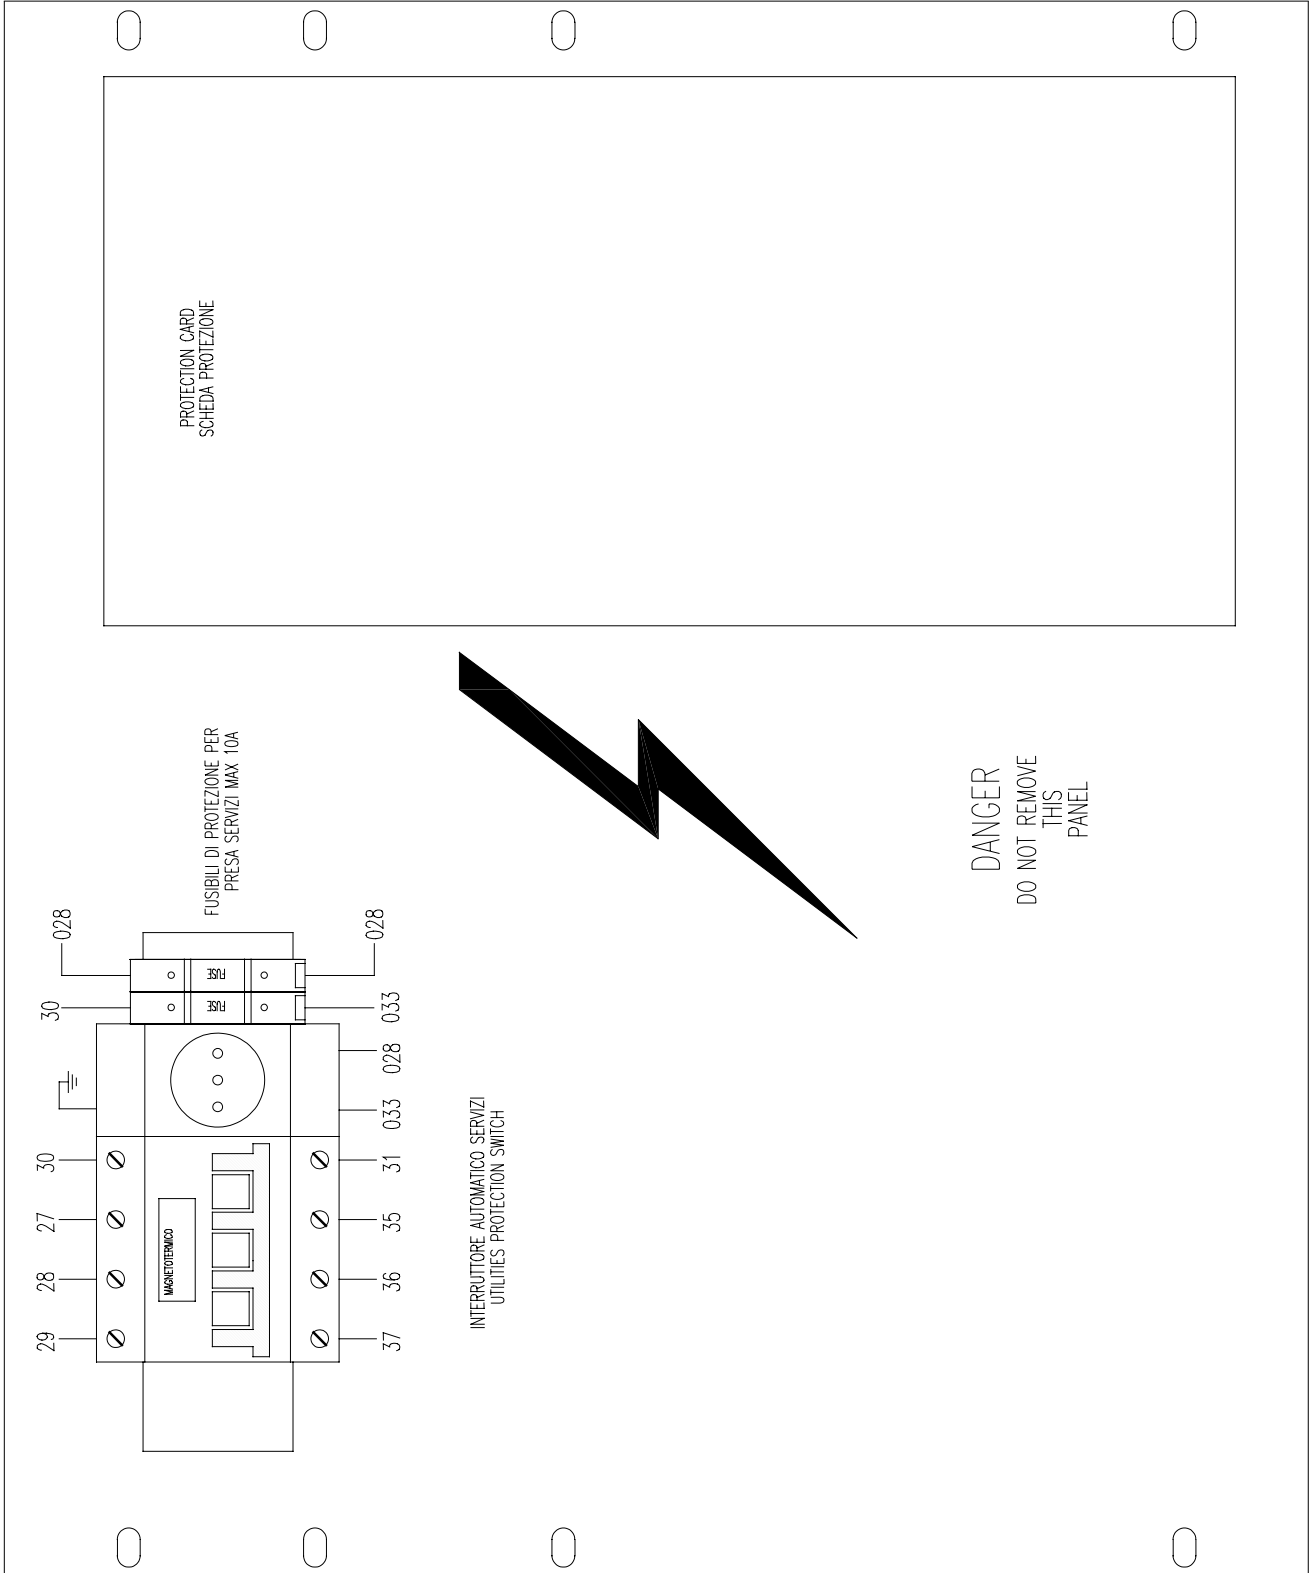 29 28 27 30 30 028
MAGNETOTERMICO
FUSE FUSE
FUSIBILI DI PROTEZIONE PER
PRESA SERVIZI MAX 10A
PROTECTION CARD
SCHEDA PROTEZIONE
37 36 35 31 033 028 033 028
INTERRUTTORE AUTOMATICO SERVIZI
UTILITIES PROTECTION SWITCH
DANGER
DO NOT REMOVE
THIS
PANEL